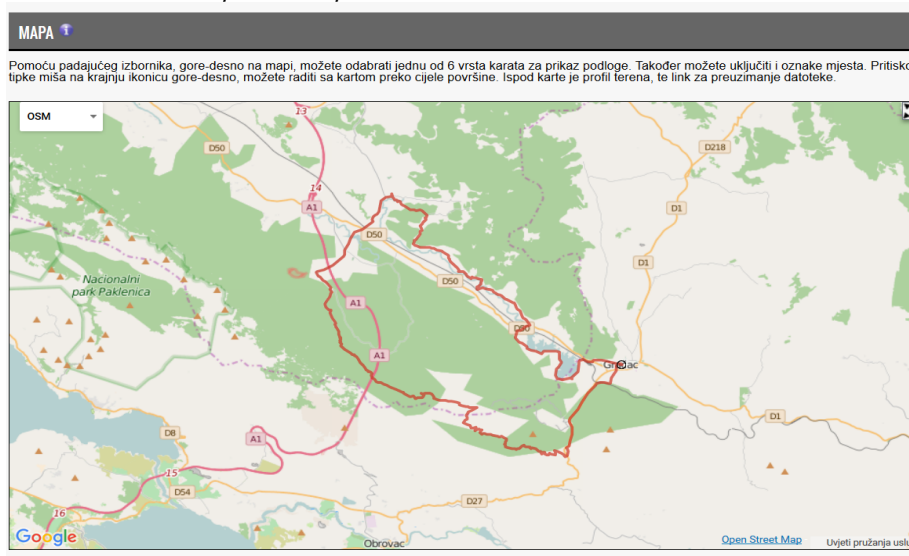 MAPA
Pomoću padajućeg izbornika, gore-desno na mapi, možete odabrati jednu od 6 vrsta karata za prikaz podloge. Također možete uključiti i oznake mjesta. Pritisko
tipke miša na krajnju ikonicu gore-desno, možete raditi sa kartom preko cijele površine. Ispod karte je profil terena, te link za preuzimanje datoteke.
OSM
13
D50
D218
14
A1
D1
D50
D1
Nacionalni
park Paklenica
D50
A1
D50
A1
D1
D8
A1
15
D54
D27
16
Google
Obrovac
Open Street Map
Uvjeti pružanja uslu